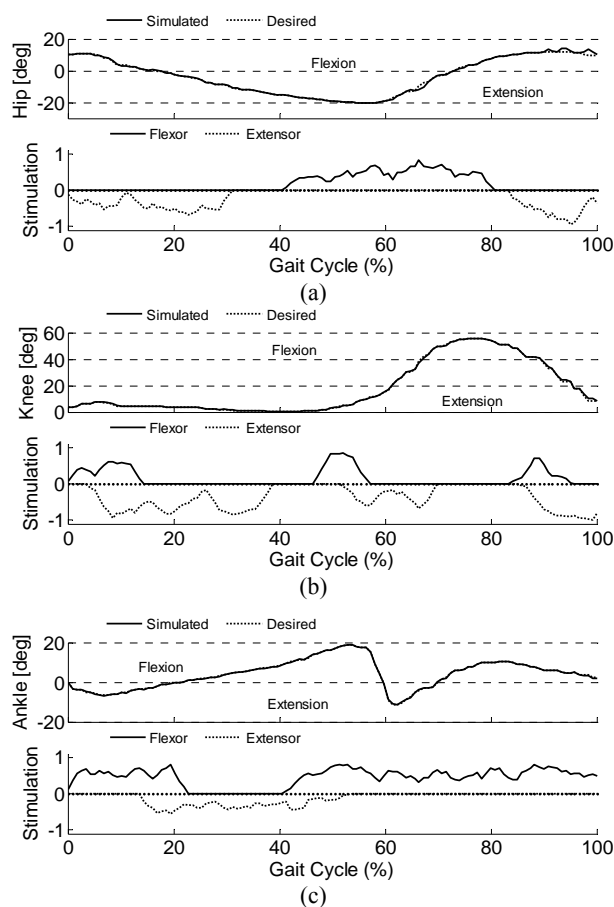 Simulated Desired
20
0
-20
Hip [deg]
Flexion
Extension
Flexor Extensor
1
0
-1
Stimulation
0 20 40 60 80 100
Gait Cycle (%)
(a)
Simulated Desired
60
40
20
0
Knee [deg]
Flexion
Extension
Flexor Extensor
1
0
-1
Stimulation
0 20 40 60 80 100
Gait Cycle (%)
(b)
Simulated Desired
20
0
-20
Ankle [deg]
Flexion
Extension
Flexor Extensor
1
0
-1
Stimulation
0 20 40 60 80 100
Gait Cycle (%)
(c)